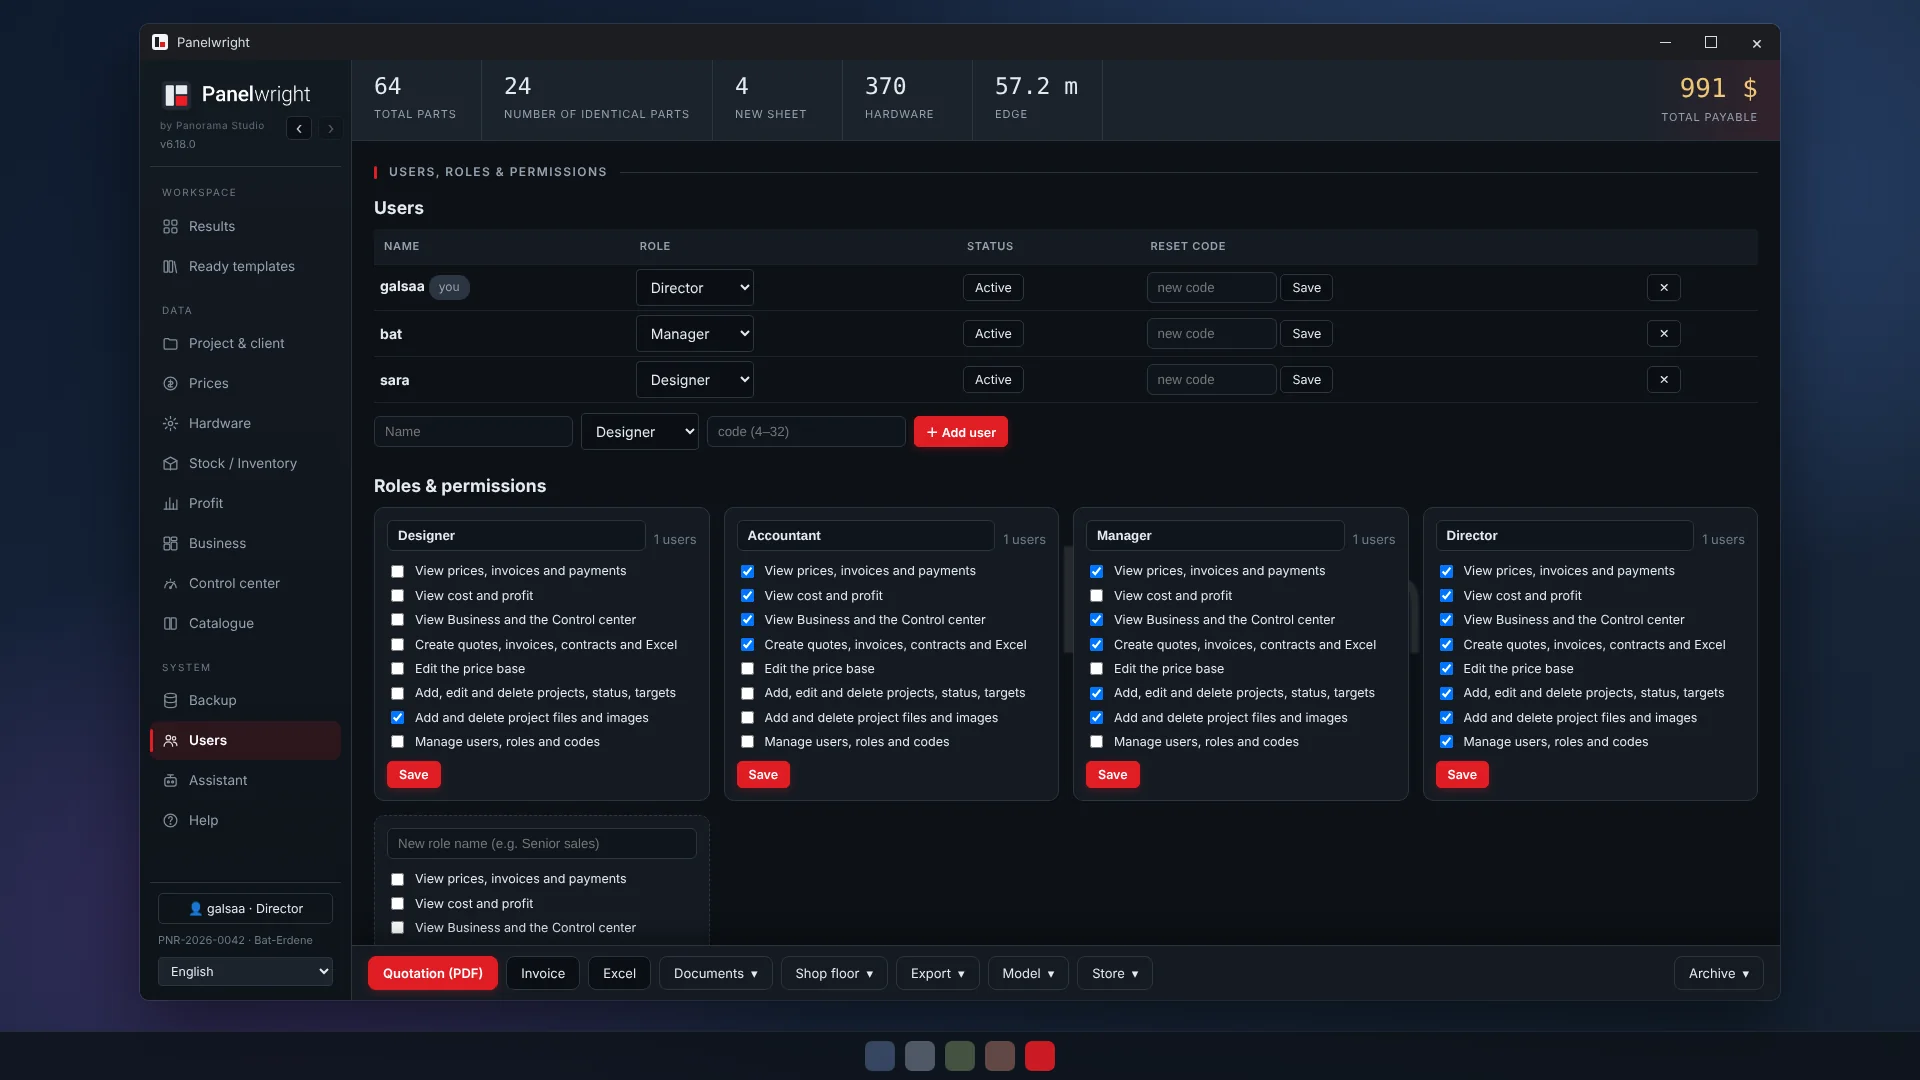 Panelwright
Panelwright
by Panorama Studio
v6.18.0
WORKSPACE
Results
Ready templates
DATA
Project & client
Prices
Hardware
Stock / Inventory
Profit
Business
Control center
Catalogue
SYSTEM
Backup
Users
Assistant
Help
👤 galsaa · Director
PNR-2026-0042 · Bat-Erdene
English
64
TOTAL PARTS
24
NUMBER OF IDENTICAL PARTS
4
NEW SHEET
370
HARDWARE
57.2 m
EDGE
991 $
TOTAL PAYABLE
USERS, ROLES & PERMISSIONS
Users
NAME ROLE STATUS RESET CODE
galsaa you Director Active new code Save ×
bat Manager Active new code Save ×
sara Designer Active new code Save ×
Name Designer code (4–32) + Add user
Roles & permissions
Designer 1 users
View prices, invoices and payments
View cost and profit
View Business and the Control center
Create quotes, invoices, contracts and Excel
Edit the price base
Add, edit and delete projects, status, targets
Add and delete project files and images
Manage users, roles and codes
Save
Accountant 1 users
View prices, invoices and payments
View cost and profit
View Business and the Control center
Create quotes, invoices, contracts and Excel
Edit the price base
Add, edit and delete projects, status, targets
Add and delete project files and images
Manage users, roles and codes
Save
Manager 1 users
View prices, invoices and payments
View cost and profit
View Business and the Control center
Create quotes, invoices, contracts and Excel
Edit the price base
Add, edit and delete projects, status, targets
Add and delete project files and images
Manage users, roles and codes
Save
Director 1 users
View prices, invoices and payments
View cost and profit
View Business and the Control center
Create quotes, invoices, contracts and Excel
Edit the price base
Add, edit and delete projects, status, targets
Add and delete project files and images
Manage users, roles and codes
Save
New role name (e.g. Senior sales)
View prices, invoices and payments
View cost and profit
View Business and the Control center
Quotation (PDF) Invoice Excel Documents ▾ Shop floor ▾ Export ▾ Model ▾ Store ▾ Archive ▾